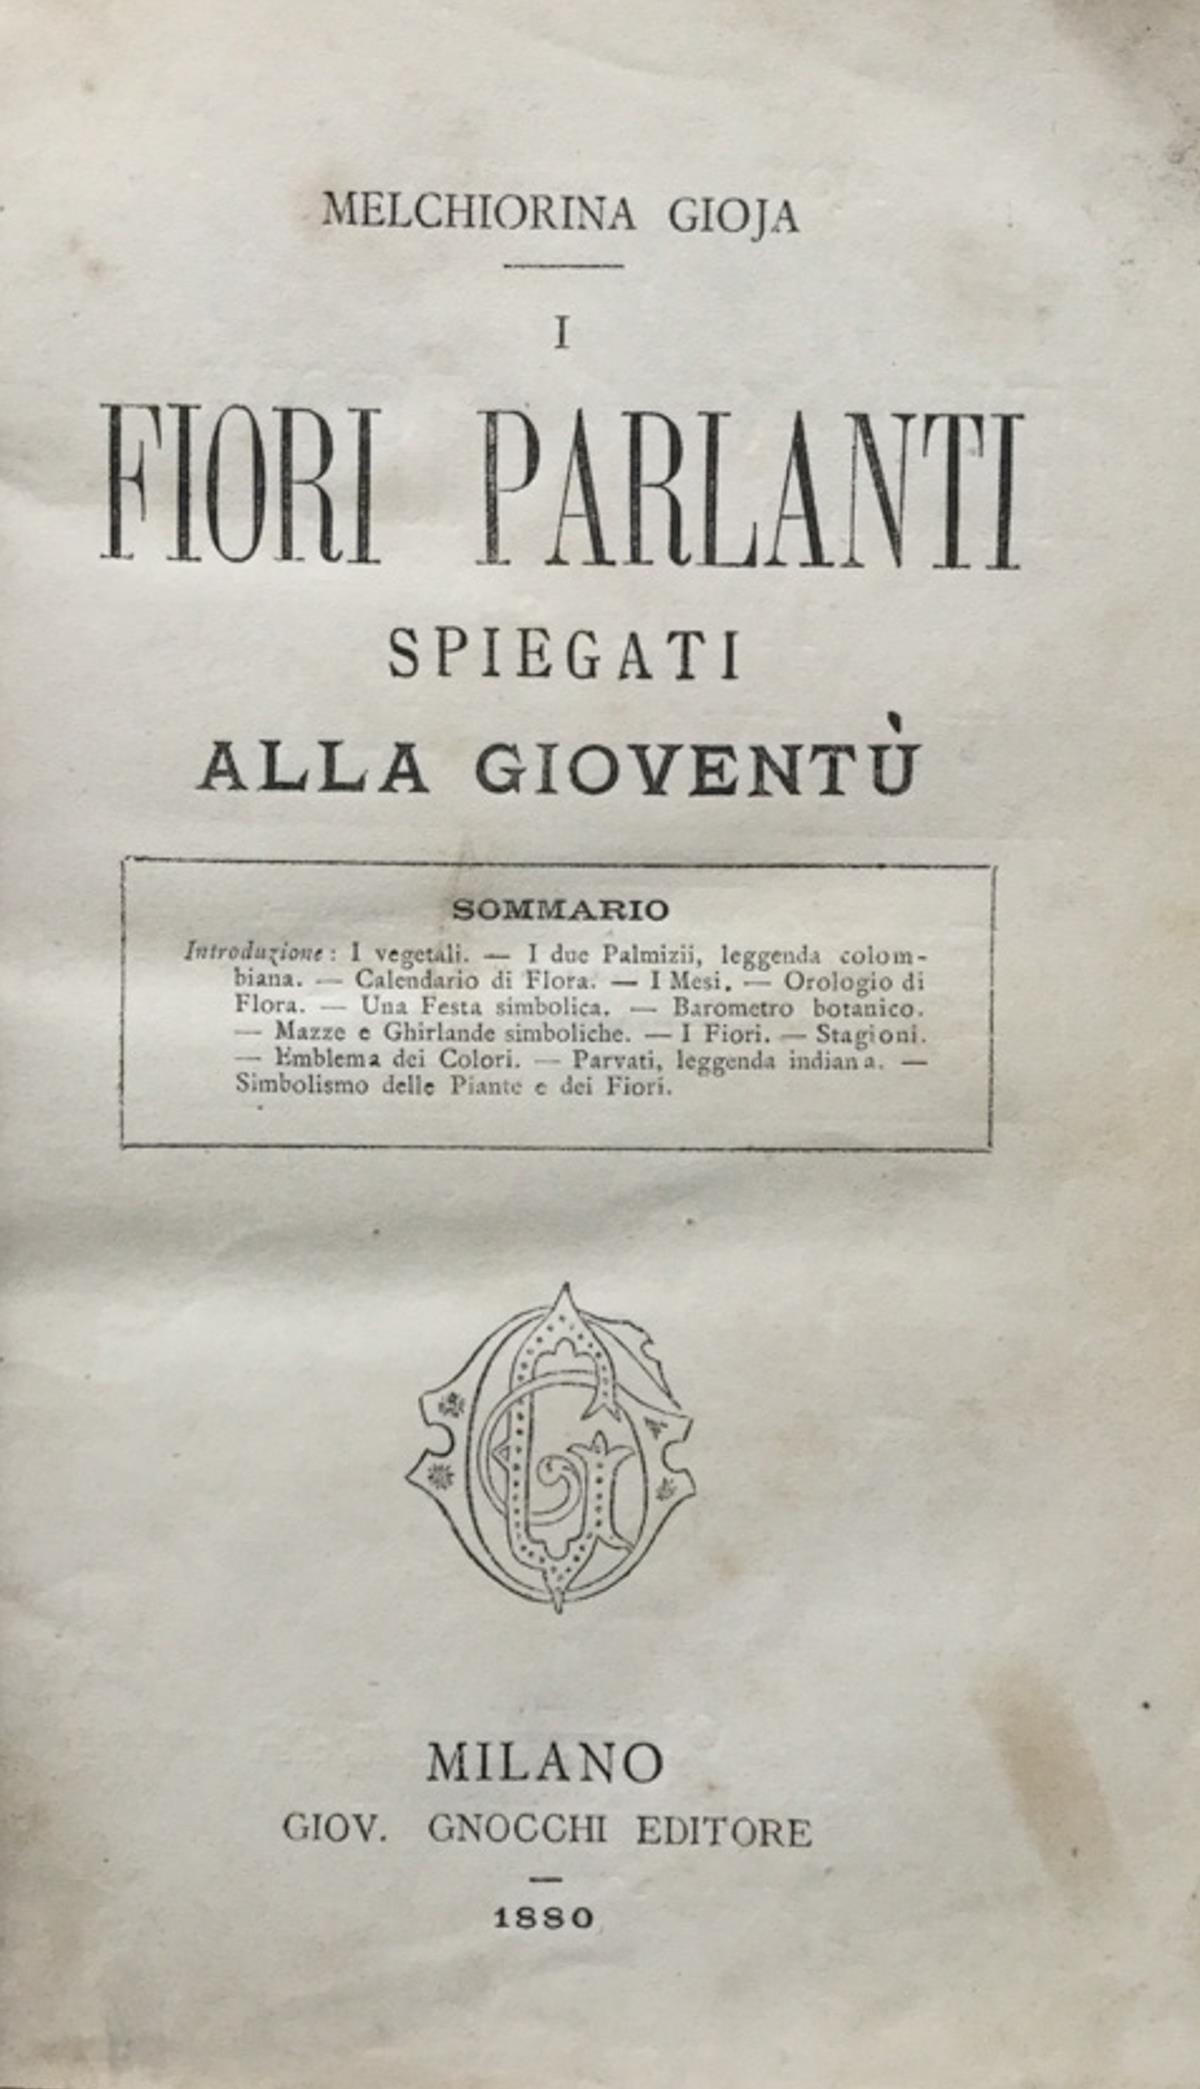 MELCHIORINA GIOJA
I
FIORI PARLANTI
SPIEGATI
ALLA GIOVENTÙ
SOMMARIO
Introduzione: I vegetali. — I due Palmizii, leggenda colom-
biana. — Calendario di Flora. — I Mesi. — Orologio di
Flora. — Una Festa simbolica. — Barometro botanico.
— Mazze e Ghirlande simboliche. — I Fiori. — Stagioni.
— Emblema dei Colori. — Parvati, leggenda indiana. —
Simbolismo delle Piante e dei Fiori.
MILANO
GIOV. GNOCCHI EDITORE
1880